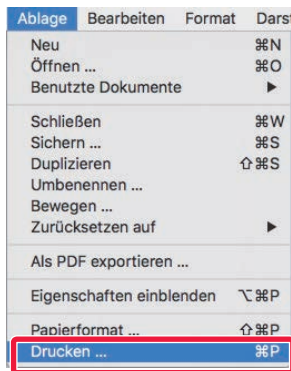 Ablage Bearbeiten Format Dars
Neu ⌘N
Öffnen ... ⌘O
Benutzte Dokumente ▶
Schließen ⌘W
Sichern ... ⌘S
Duplizieren ⇧⌘S
Umbenennen ...
Bewegen ...
Zurücksetzen auf ▶
Als PDF exportieren ...
Eigenschaften einblenden ⌥⌘P
Papierformat ... ⇧⌘P
Drucken ... ⌘P